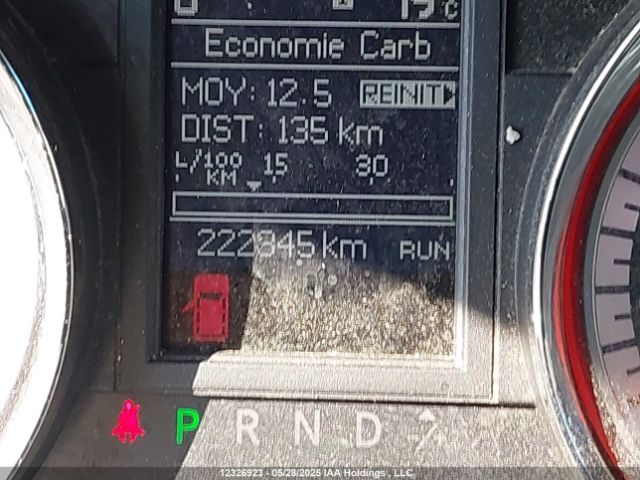 19°C
Economie Carb
MOY: 12.5 REINIT
DIST: 135 km
L/100 15 30
KM
222345 km RUN
P R N D
12326923 - 05/28/2025 IAA Holdings , LLC